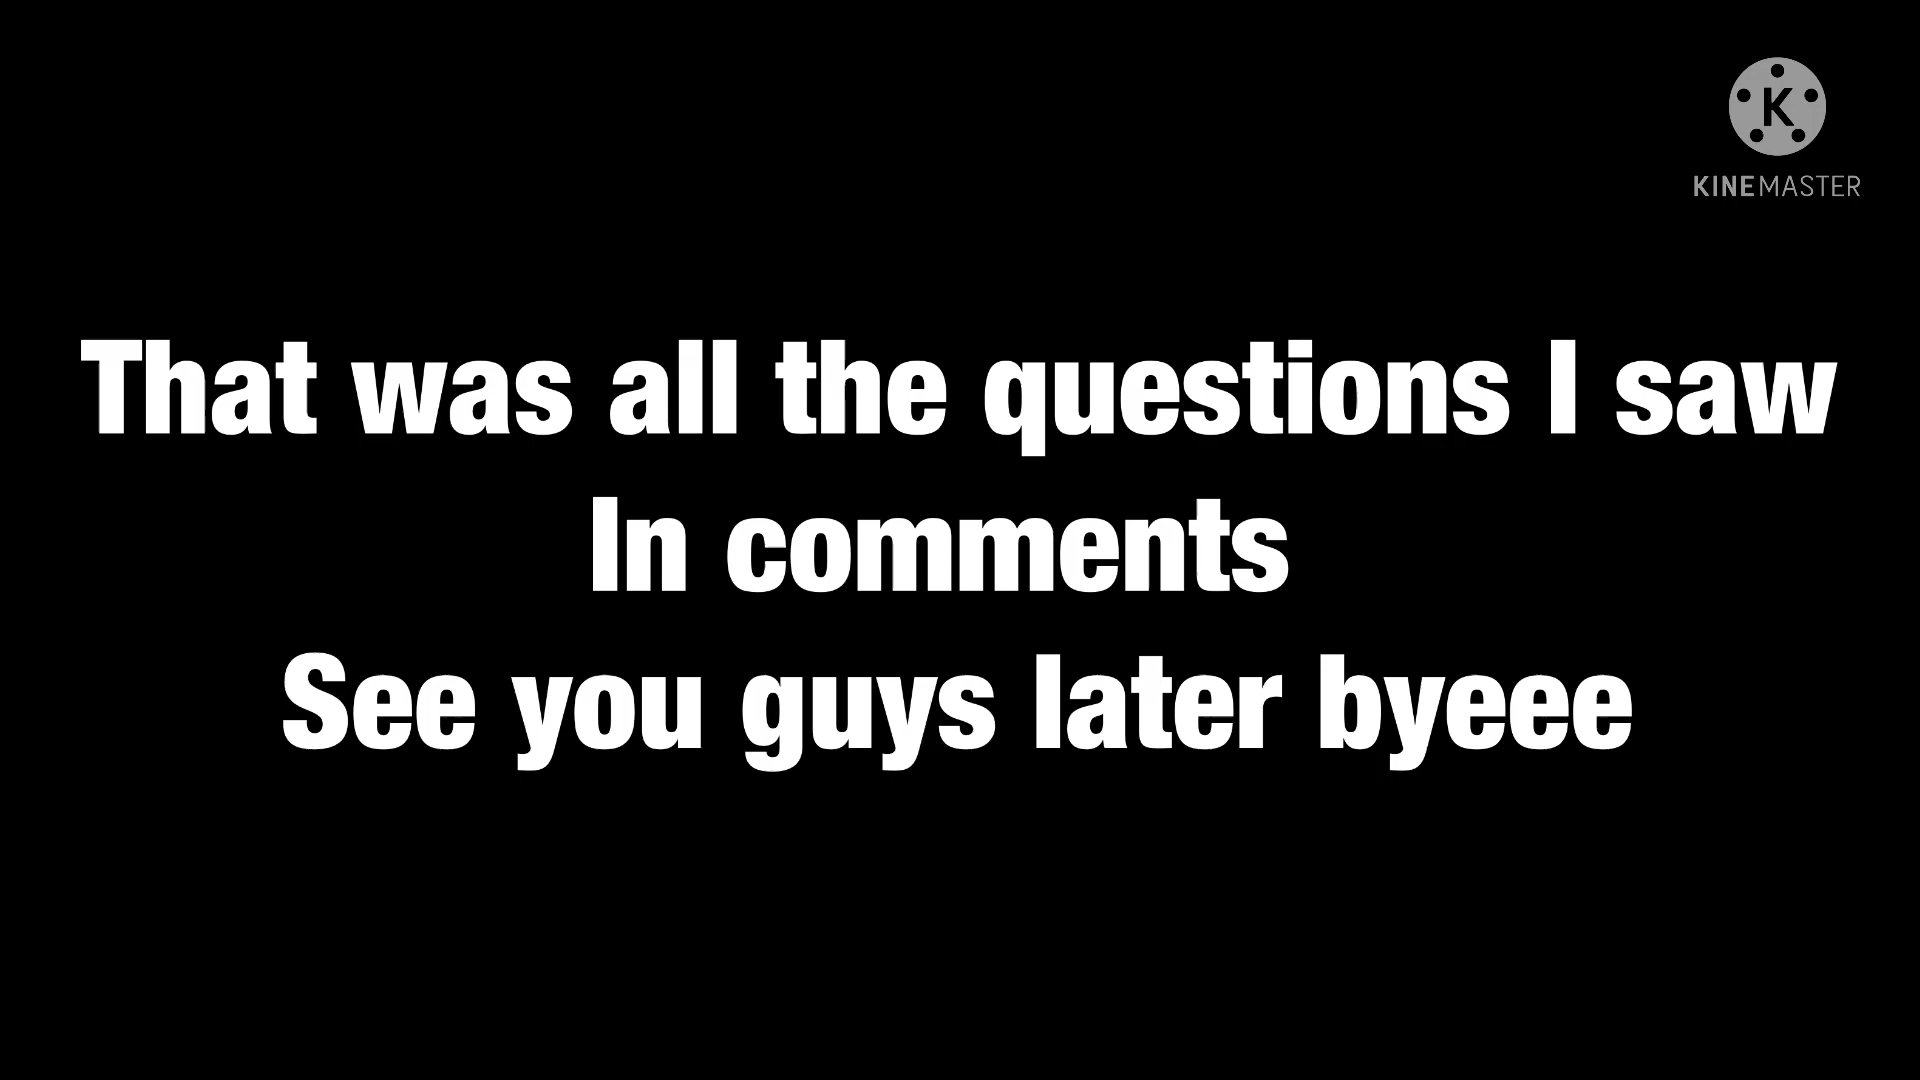 K
KINEMASTER
That was all the questions I saw
In comments
See you guys later byeee